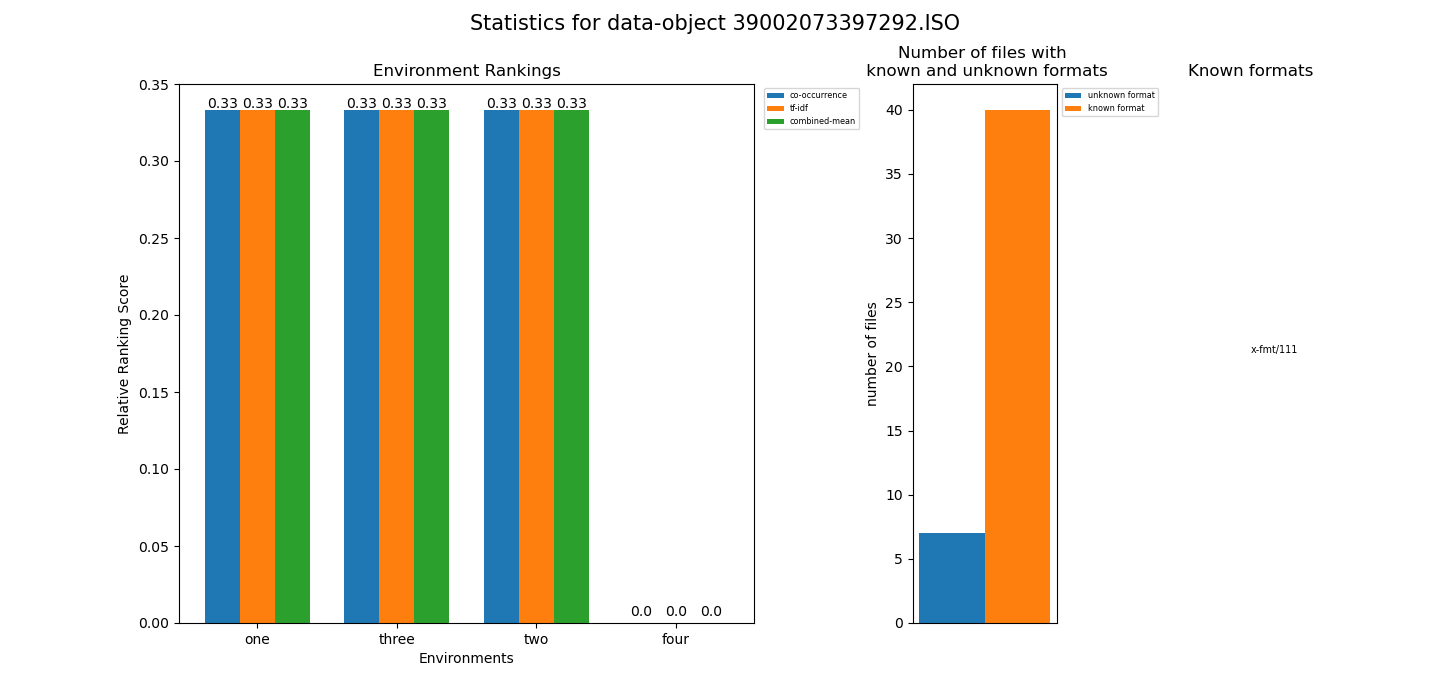 Statistics for data-object 39002073397292.ISO
Environment Rankings
0.35
0.30
0.25
0.20
0.15
0.10
0.05
0.00
Relative Ranking Score
0.33 0.33 0.33
0.33 0.33 0.33
0.33 0.33 0.33
0.0 0.0 0.0
one
three
two
four
Environments
co-occurrence
tf-idf
combined-mean
Number of files with
known and unknown formats
40
35
30
25
20
15
10
5
0
number of files
unknown format
known format
Known formats
x-fmt/111